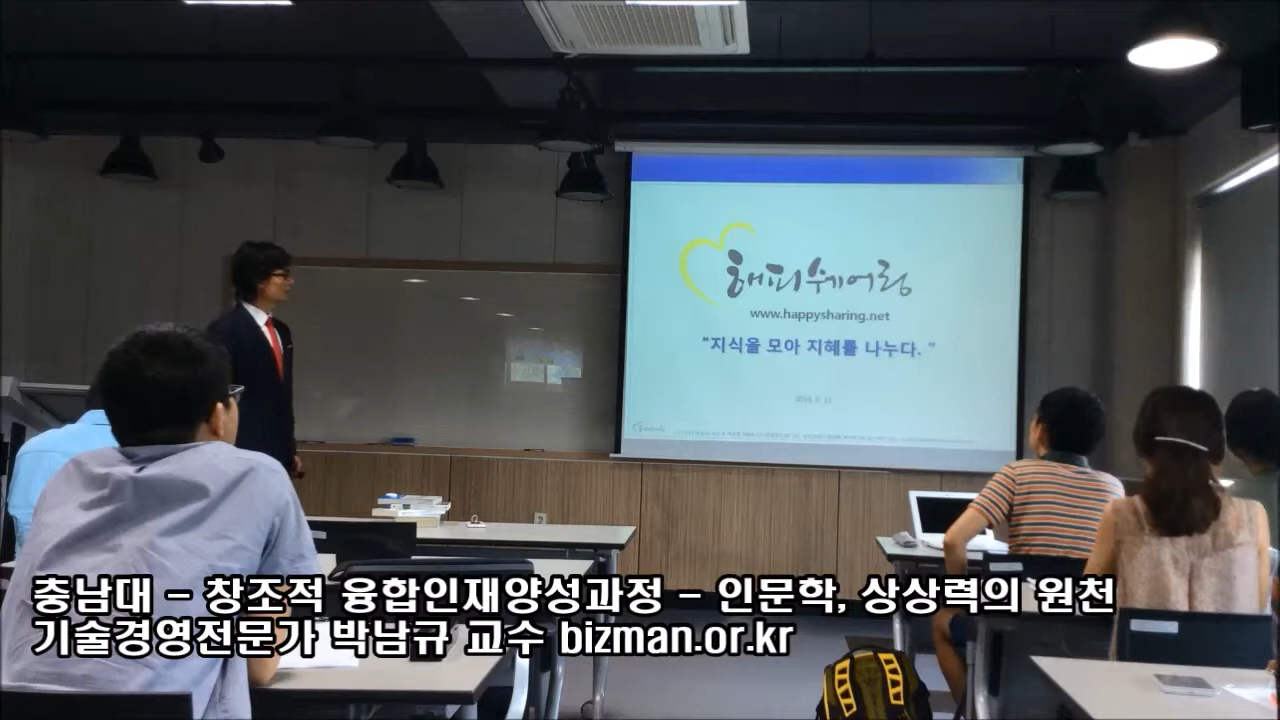 해피쉐어링
www.happysharing.net
"지식을 모아 지혜를 나누다. "
충남대 - 창조적 융합인재양성과정 - 인문학, 상상력의 원천
기술경영전문가 박남규 교수 bizman.or.kr